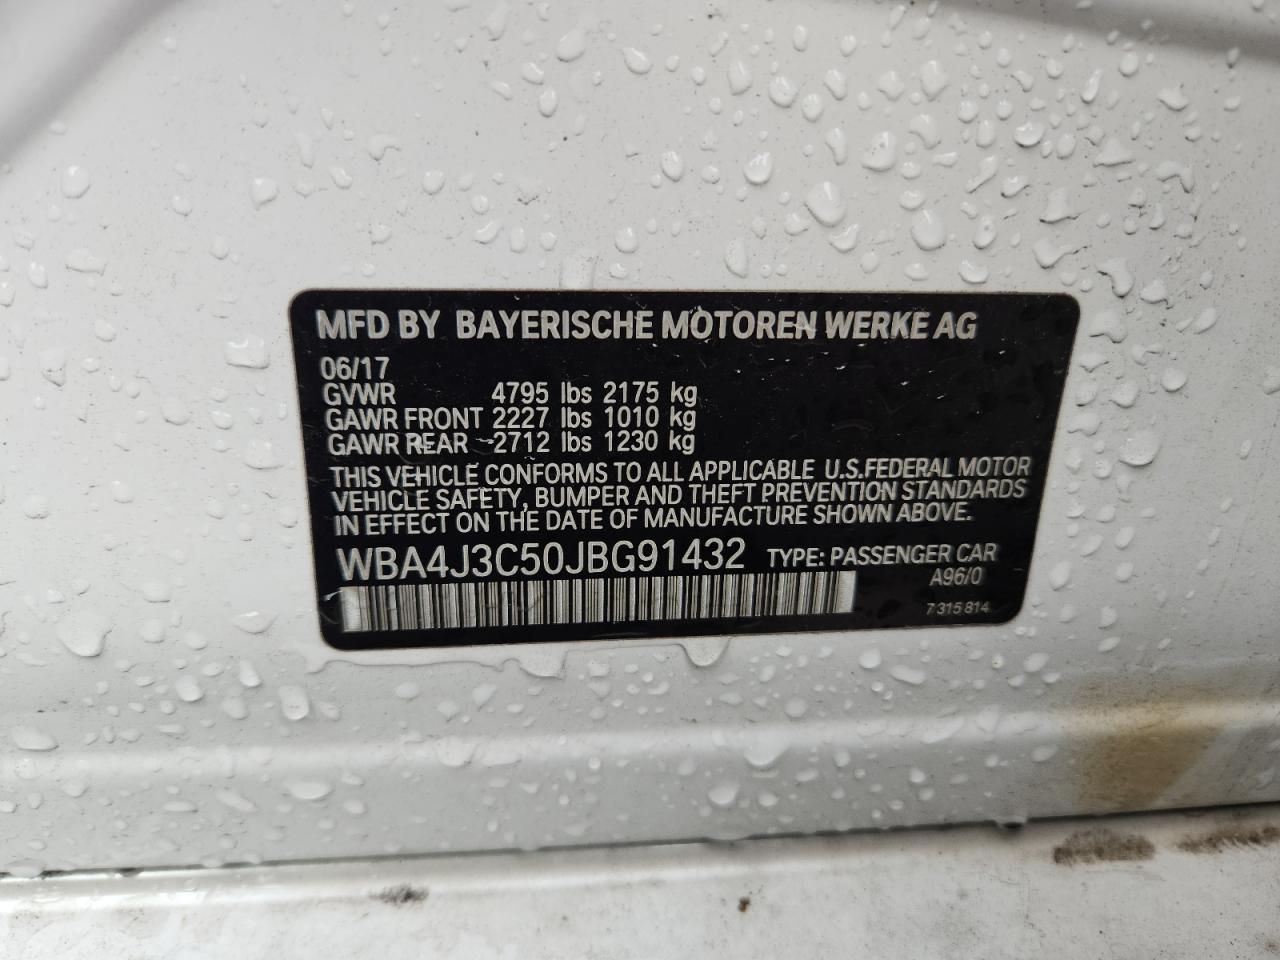 MFD BY BAYERISCHE MOTOREN WERKE AG
06/17
GVWR 4795 lbs 2175 kg
GAWR FRONT 2227 lbs 1010 kg
GAWR REAR 2712 lbs 1230 kg
THIS VEHICLE CONFORMS TO ALL APPLICABLE U.S.FEDERAL MOTOR
VEHICLE SAFETY, BUMPER AND THEFT PREVENTION STANDARDS
IN EFFECT ON THE DATE OF MANUFACTURE SHOWN ABOVE.
WBA4J3C50JBG91432 TYPE: PASSENGER CAR
A96/0
7 315 814